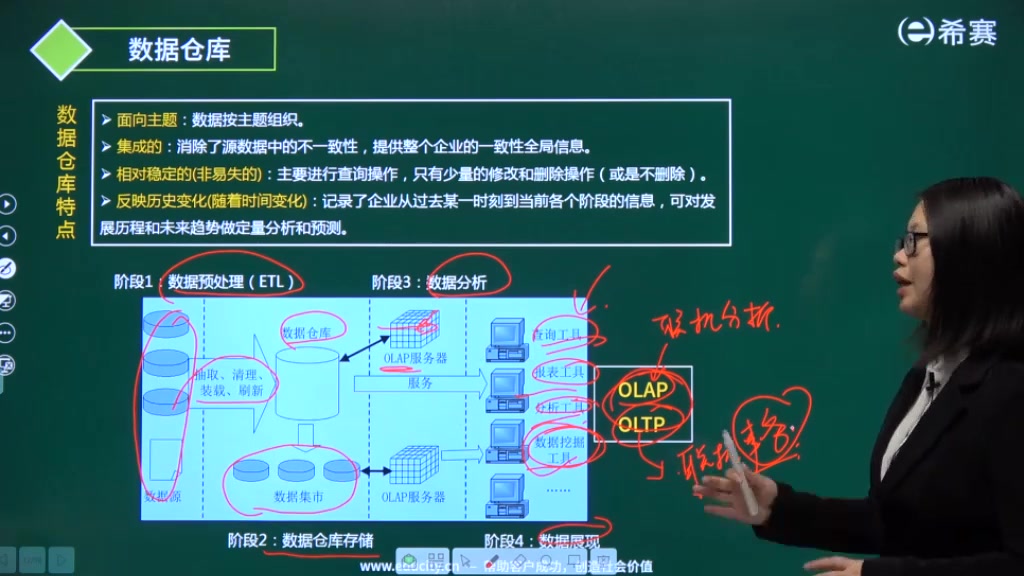 数据仓库
希赛
数据仓库特点
➢ 面向主题：数据按主题组织。
➢ 集成的：消除了源数据中的不一致性，提供整个企业的一致性全局信息。
➢ 相对稳定的(非易失的)：主要进行查询操作，只有少量的修改和删除操作（或是不删除）。
➢ 反映历史变化(随着时间变化)：记录了企业从过去某一时刻到当前各个阶段的信息，可对发
展历程和未来趋势做定量分析和预测。
阶段1：数据预处理（ETL）
阶段3：数据分析
数据仓库
OLAP服务器
查询工具
联机分析.
报表工具
抽取、清理、
装载、刷新
服务
分析工具
OLAP
OLTP
联机事务.
数据挖掘
工具
数据源
数据集市
OLAP服务器
……
阶段2：数据仓库存储
阶段4：数据展现
www.educity.cn — 帮助客户成功，创造社会价值